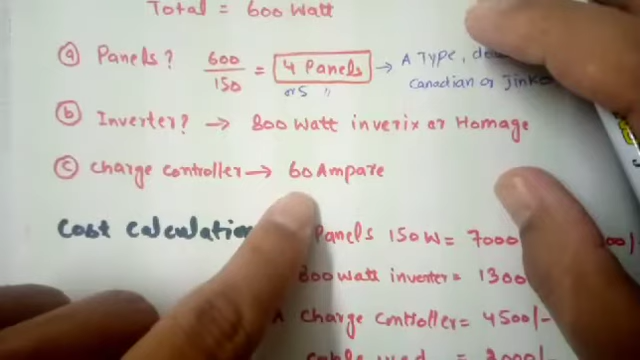 Total = 600 Watt
(a) Panels? 600/150 = 4 Panels → A Type,
or 5 " Canadian or Jinko
(b) Inverter? → 800 Watt inverix or Homage
(c) Charge controller → 60 Ampare
Cost Calculation
Panels 150W = 7000
800 watt inverter = 1300
A Charge controller = 4500/-